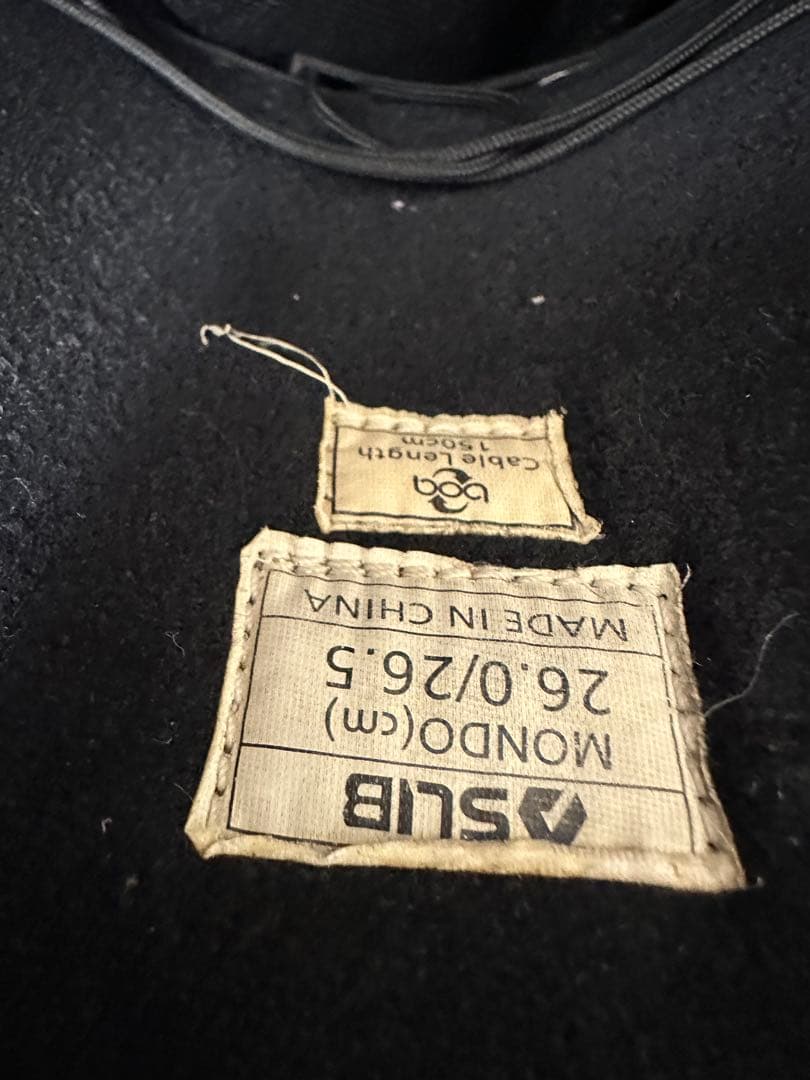 SLIB
MONDO(cm)
26.0/26.5
MADE IN CHINA
boa
Cable Length
150cm